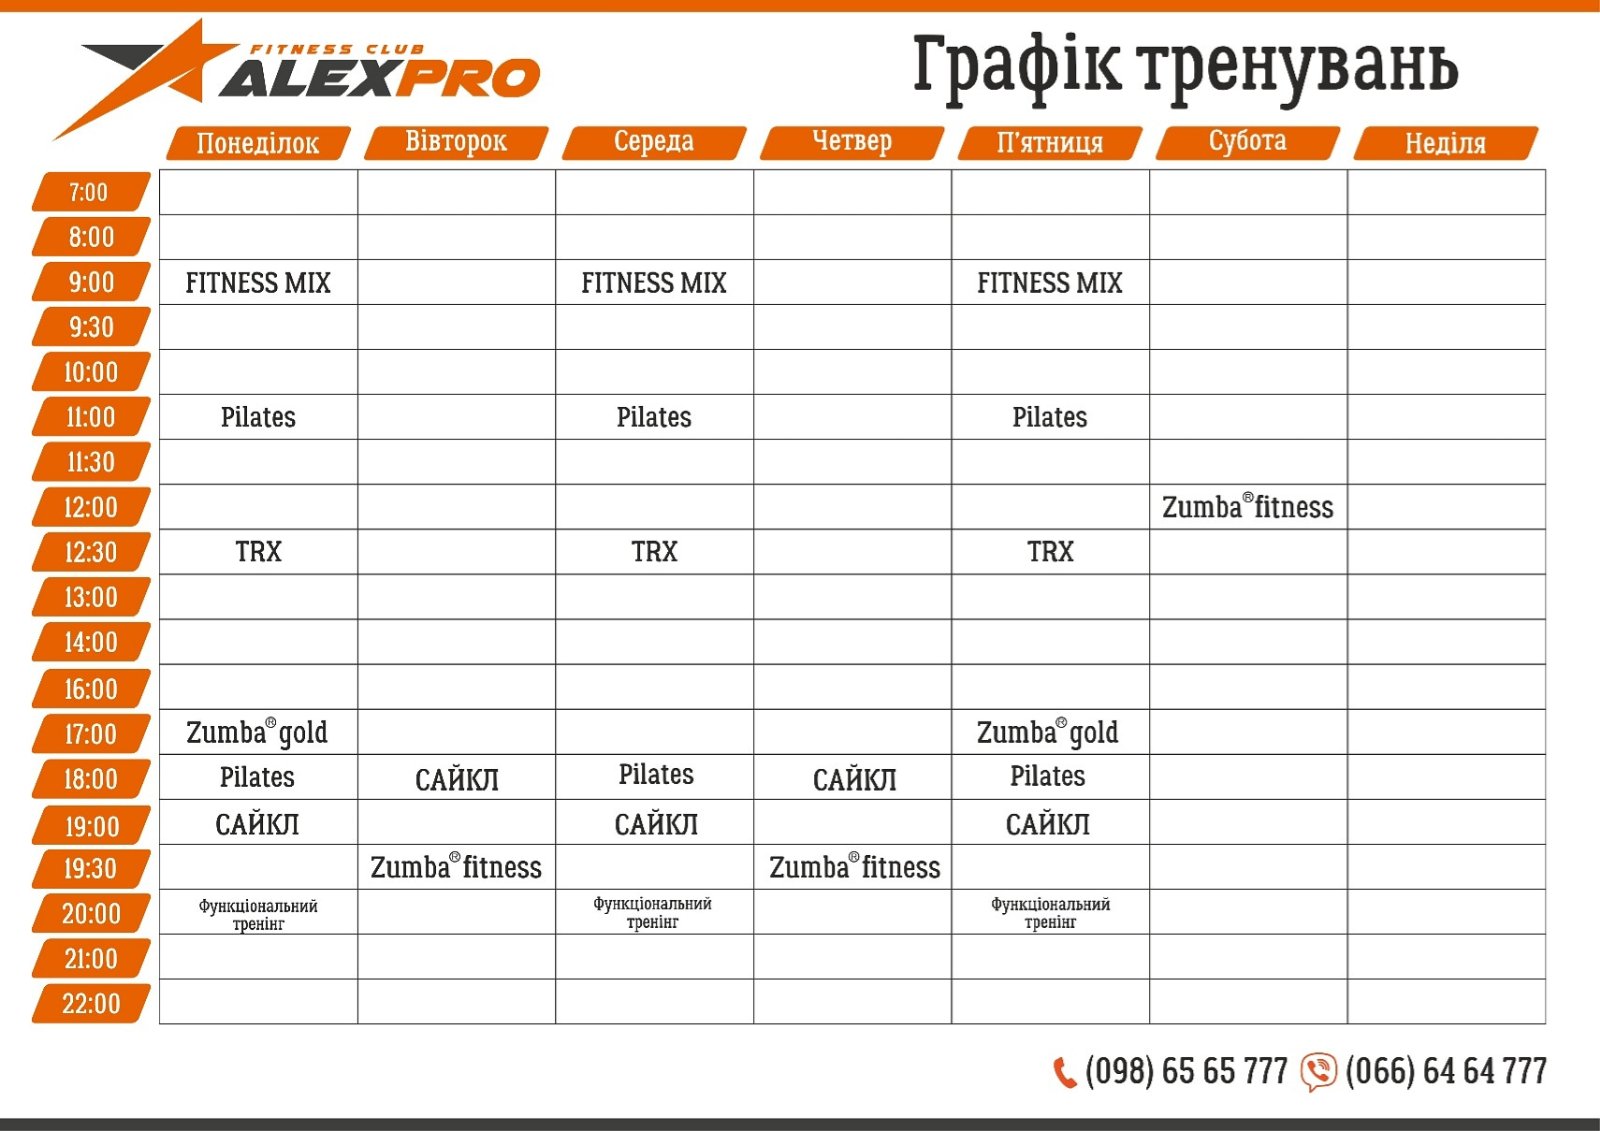 FITNESS CLUB
ALEXPRO
Графік тренувань
Понеділок Вівторок Середа Четвер П'ятниця Субота Неділя
7:00
8:00
9:00 FITNESS MIX FITNESS MIX FITNESS MIX
9:30
10:00
11:00 Pilates Pilates Pilates
11:30
12:00 Zumba®fitness
12:30 TRX TRX TRX
13:00
14:00
16:00
17:00 Zumba®gold Zumba®gold
18:00 Pilates САЙКЛ Pilates САЙКЛ Pilates
19:00 САЙКЛ САЙКЛ САЙКЛ
19:30 Zumba®fitness Zumba®fitness
20:00 Функціональний тренінг Функціональний тренінг Функціональний тренінг
21:00
22:00
(098) 65 65 777 (066) 64 64 777